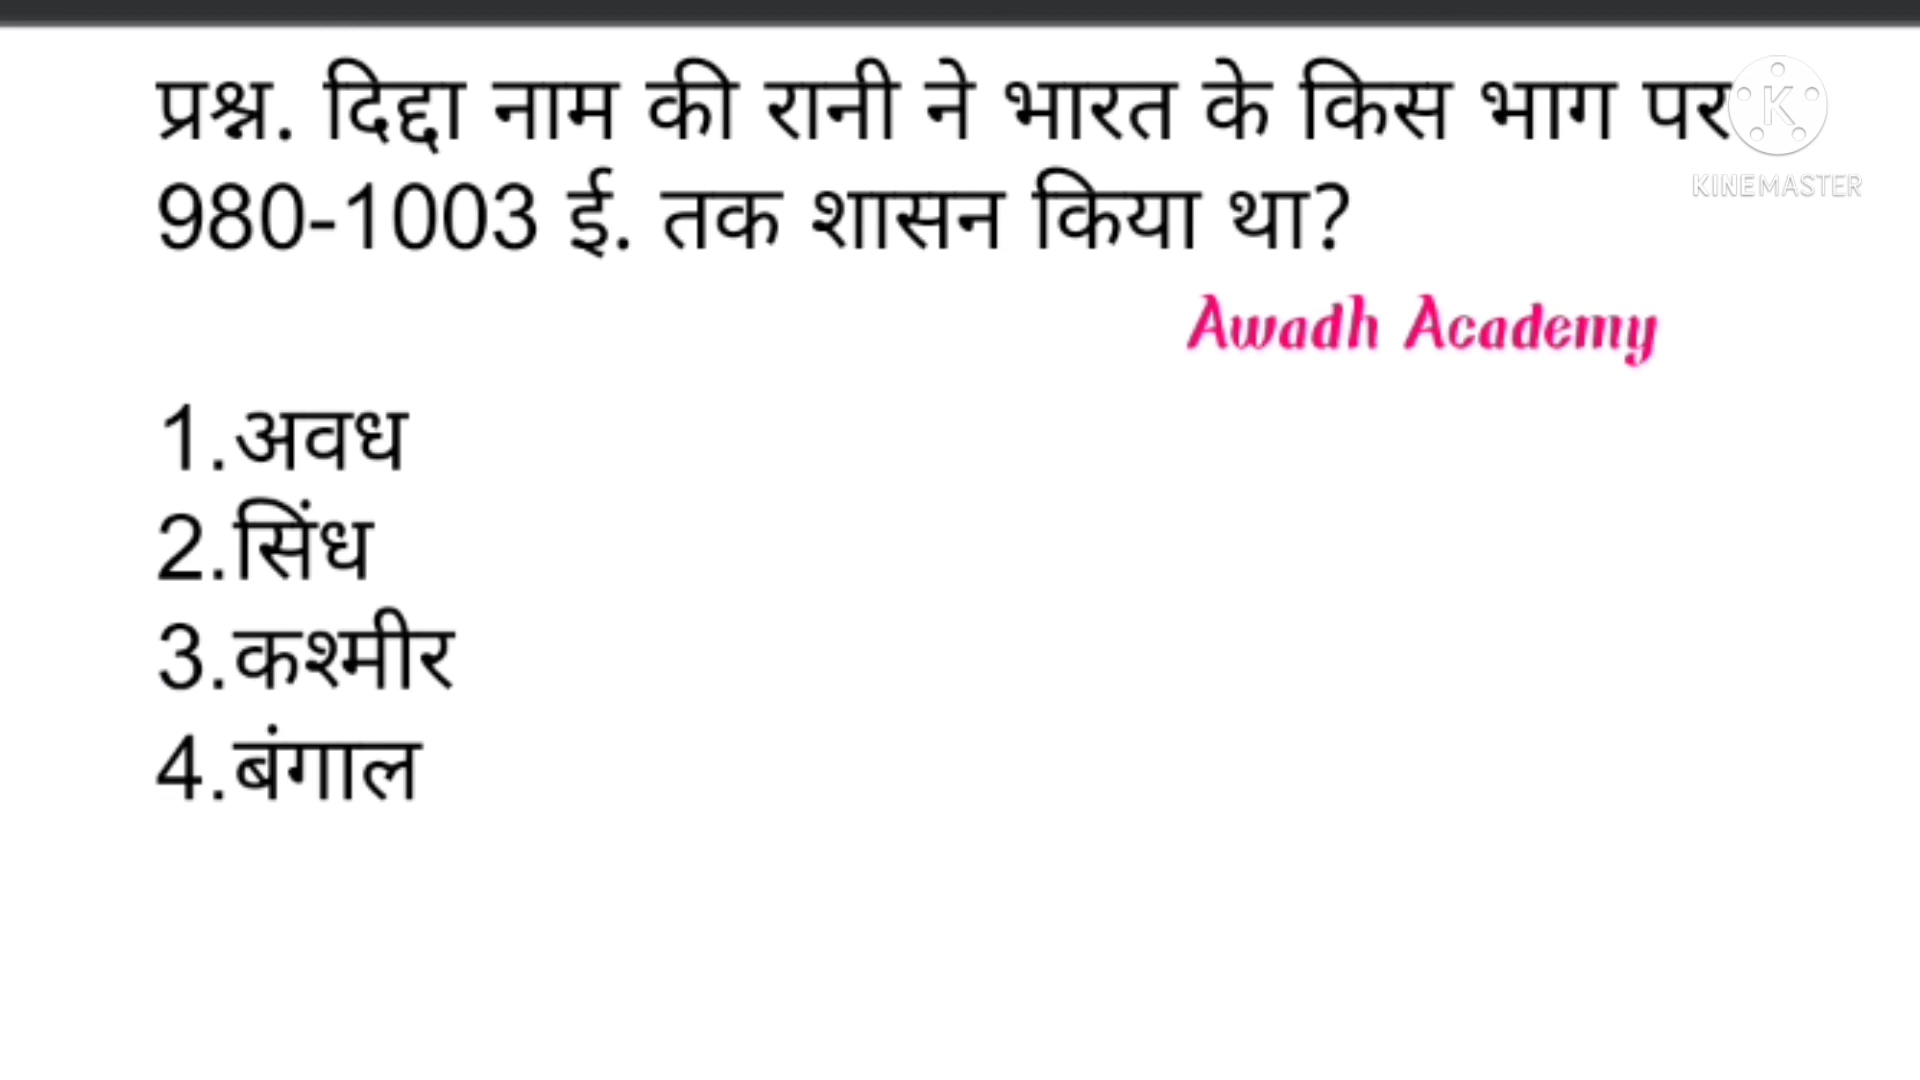 प्रश्न. दिद्दा नाम की रानी ने भारत के किस भाग पर
980-1003 ई. तक शासन किया था?
K
KINEMASTER
Awadh Academy
1.अवध
2.सिंध
3.कश्मीर
4.बंगाल